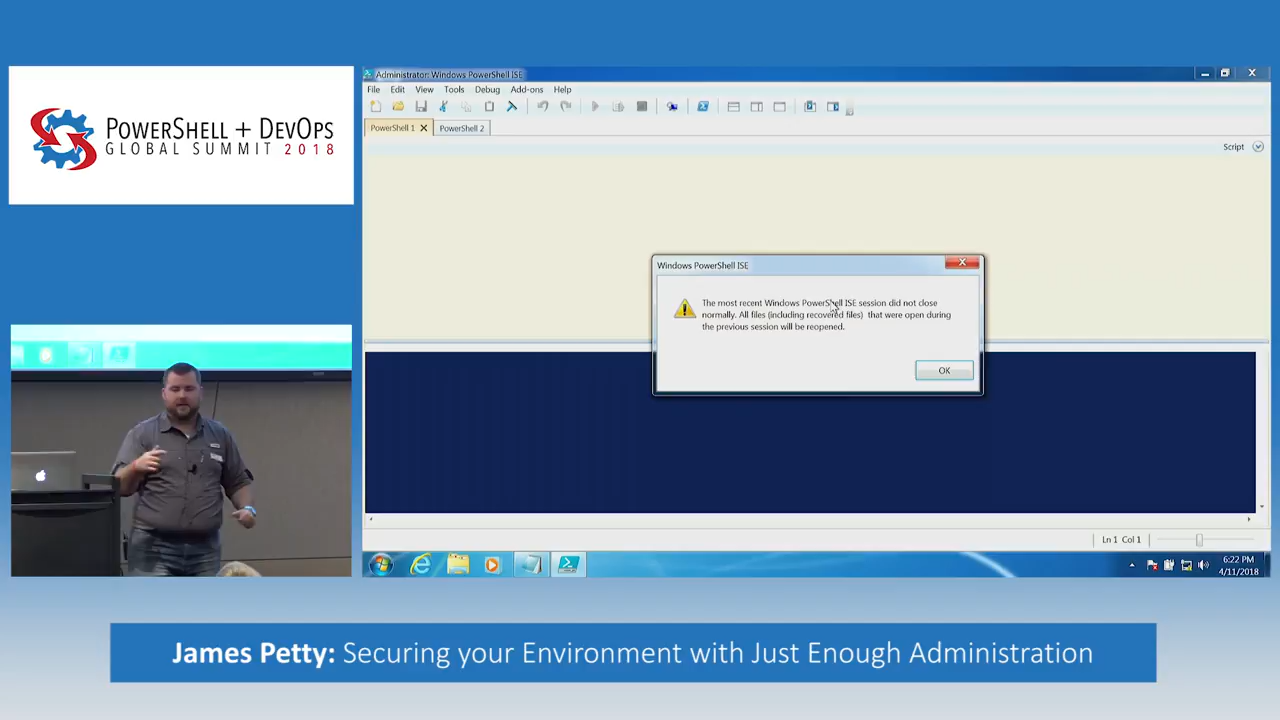 POWERSHELL + DEVOPS
GLOBAL SUMMIT 2018
Administrator: Windows PowerShell ISE
File Edit View Tools Debug Add-ons Help
PowerShell 1 PowerShell 2
Script
Windows PowerShell ISE
The most recent Windows PowerShell ISE session did not close
normally. All files (including recovered files) that were open during
the previous session will be reopened.
OK
Ln 1 Col 1
6:22 PM
4/11/2018
James Petty: Securing your Environment with Just Enough Administration